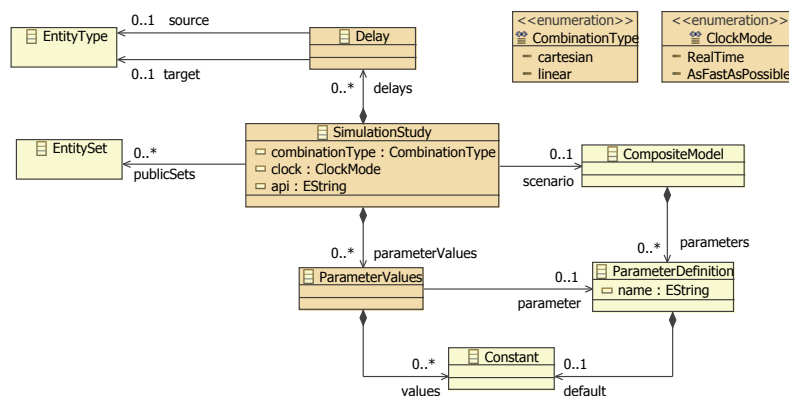 EntityType
0..1 source
0..1 target
Delay
0..*
delays
<<enumeration>>
CombinationType
cartesian
linear
<<enumeration>>
ClockMode
RealTime
AsFastAsPossible
EntitySet
0..*
publicSets
SimulationStudy
combinationType : CombinationType
clock : ClockMode
api : EString
0..1
scenario
CompositeModel
0..*
parameterValues
0..*
parameters
ParameterValues
0..1
parameter
ParameterDefinition
name : EString
0..*
values
Constant
0..1
default